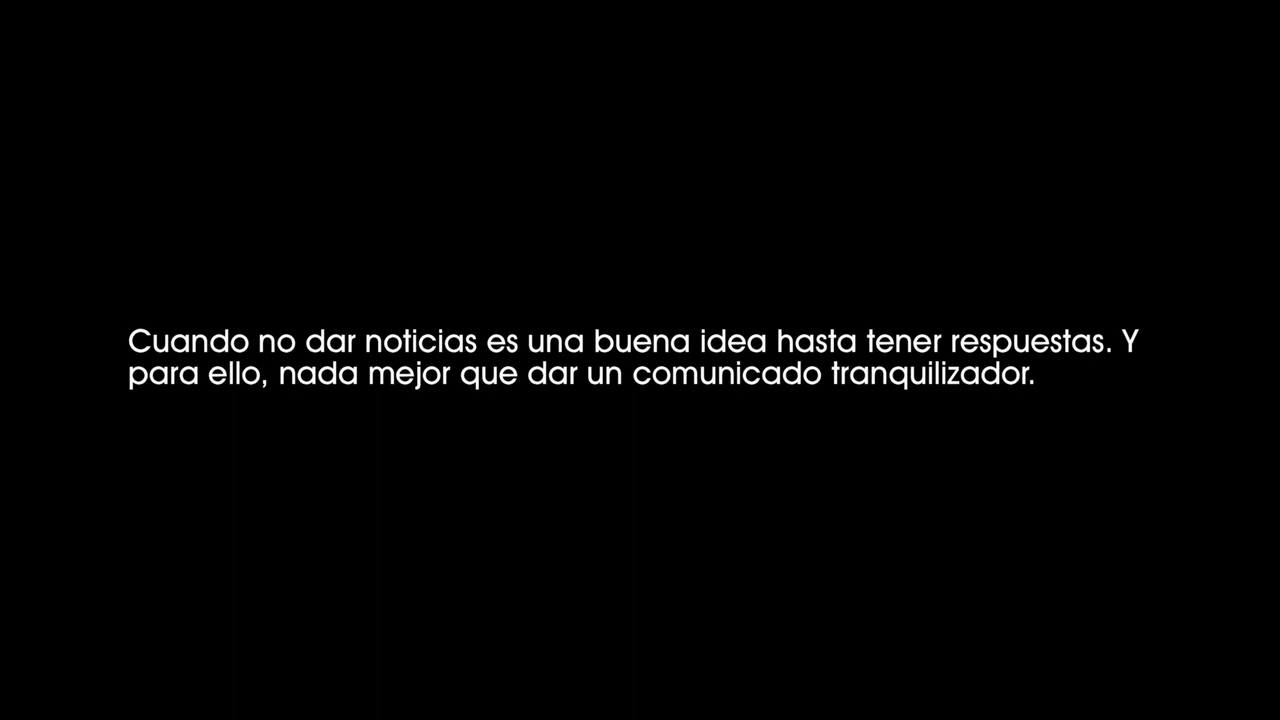 Cuando no dar noticias es una buena idea hasta tener respuestas. Y
para ello, nada mejor que dar un comunicado tranquilizador.